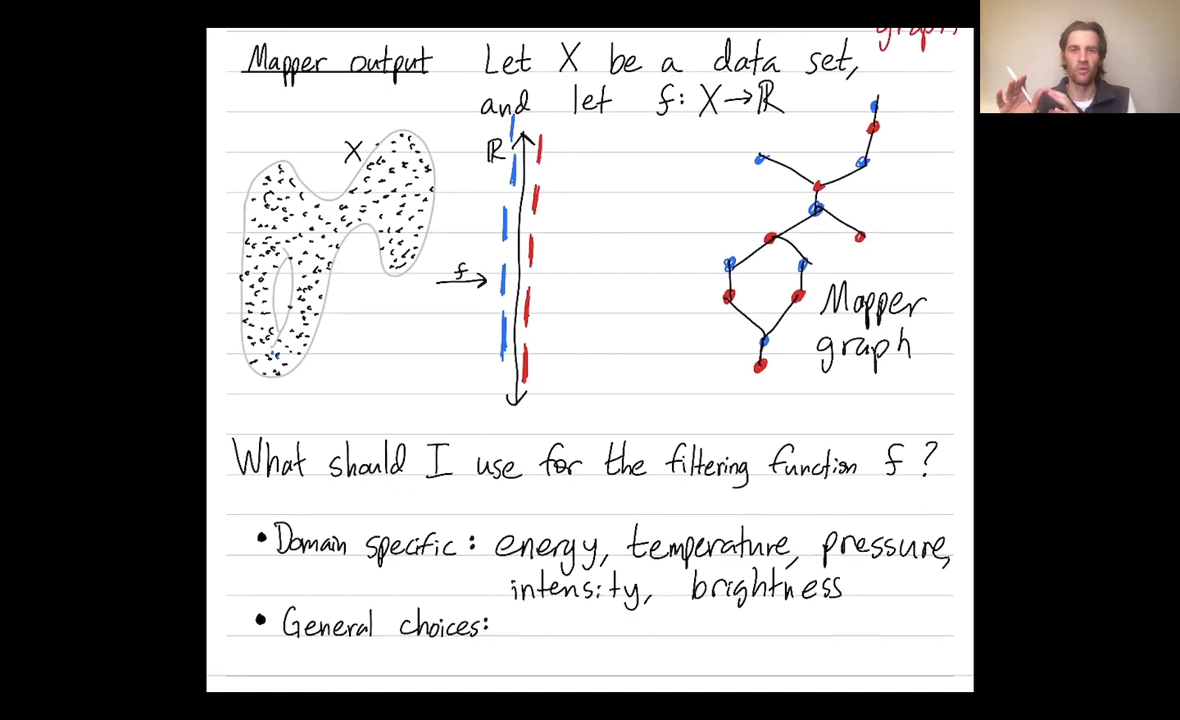 graph
Mapper output Let X be a data set,
and let f: X→ℝ
X
ℝ
f
Mapper
graph
What should I use for the filtering function f?
• Domain specific: energy, temperature, pressure,
intensity, brightness
• General choices: